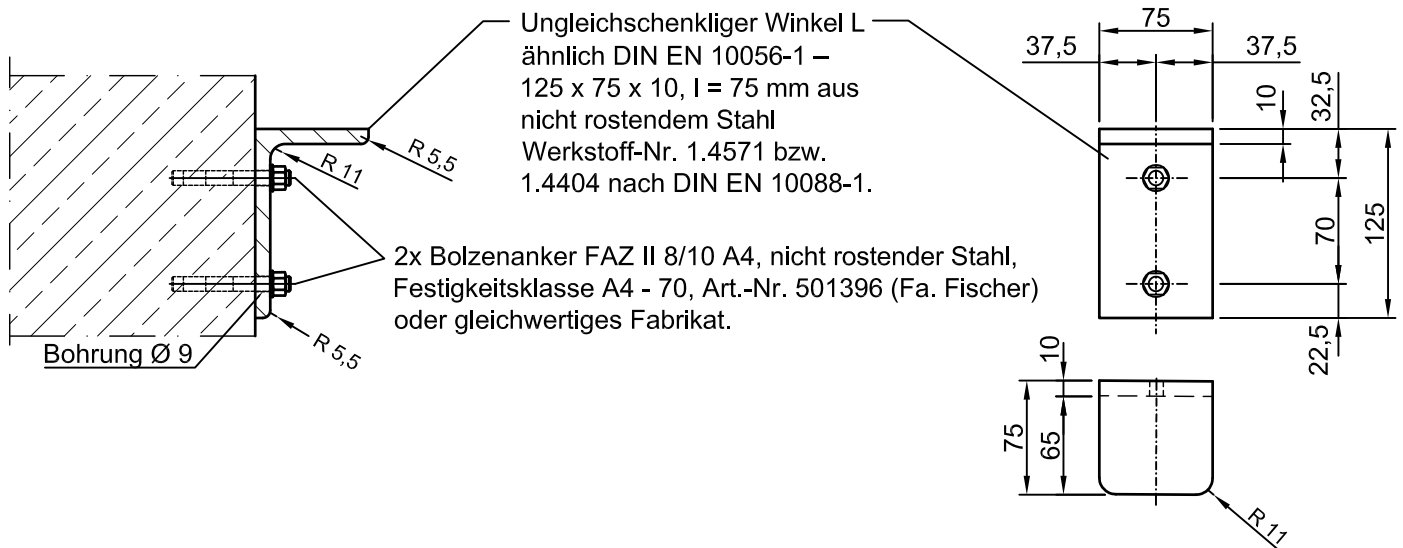 Ungleichschenkliger Winkel L
ähnlich DIN EN 10056-1 –
125 x 75 x 10, l = 75 mm aus
nicht rostendem Stahl
Werkstoff-Nr. 1.4571 bzw.
1.4404 nach DIN EN 10088-1.
R 5,5
R 11
2x Bolzenanker FAZ II 8/10 A4, nicht rostender Stahl,
Festigkeitsklasse A4 - 70, Art.-Nr. 501396 (Fa. Fischer)
oder gleichwertiges Fabrikat.
R 5,5
Bohrung Ø 9
75
37,5
37,5
10
32,5
70
125
22,5
10
75
65
R 11